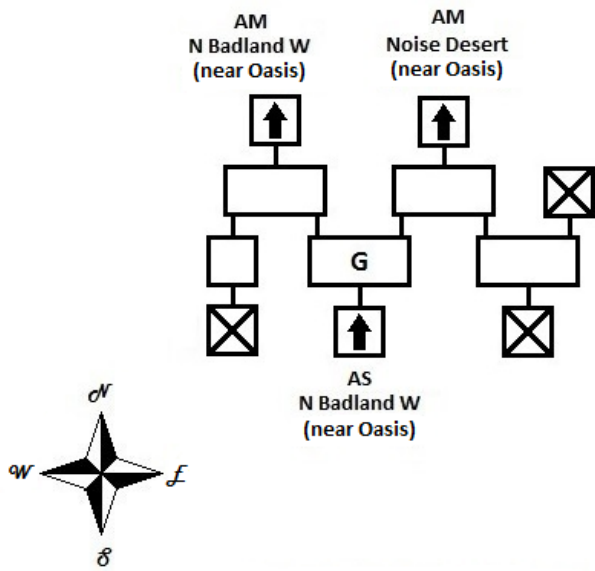 AM
N Badland W
(near Oasis)
AM
Noise Desert
(near Oasis)
G
AS
N Badland W
(near Oasis)
N
W
E
S